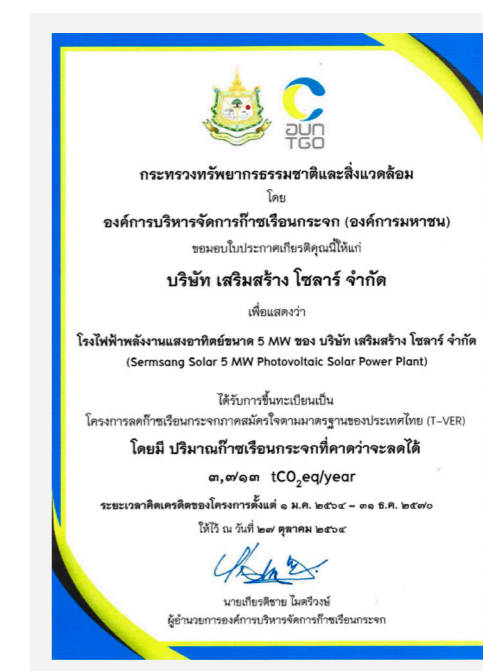 อบก
TGO
กระทรวงทรัพยากรธรรมชาติและสิ่งแวดล้อม
โดย
องค์การบริหารจัดการก๊าซเรือนกระจก (องค์การมหาชน)
ขอมอบใบประกาศเกียรติคุณนี้ให้แก่
บริษัท เสริมสร้าง โซลาร์ จำกัด
เพื่อแสดงว่า
โรงไฟฟ้าพลังงานแสงอาทิตย์ขนาด 5 MW ของ บริษัท เสริมสร้าง โซลาร์ จำกัด
(Sermsang Solar 5 MW Photovoltaic Solar Power Plant)
ได้รับการขึ้นทะเบียนเป็น
โครงการลดก๊าซเรือนกระจกภาคสมัครใจตามมาตรฐานของประเทศไทย (T-VER)
โดยมี ปริมาณก๊าซเรือนกระจกที่คาดว่าจะลดได้
๓,๗๑๓ tCO₂eq/year
ระยะเวลาคิดเครดิตของโครงการตั้งแต่ ๑ ม.ค. ๒๕๖๔ – ๓๑ ธ.ค. ๒๕๗๐
ให้ไว้ ณ วันที่ ๒๗ ตุลาคม ๒๕๖๔
นายเกียรติชาย ไมตรีวงษ์
ผู้อำนวยการองค์การบริหารจัดการก๊าซเรือนกระจก